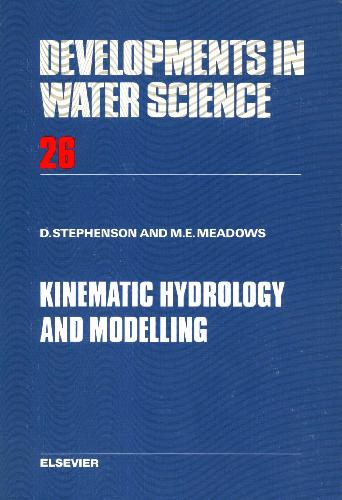 DEVELOPMENTS IN
WATER SCIENCE
26
D. STEPHENSON AND M.E. MEADOWS
KINEMATIC HYDROLOGY
AND MODELLING
ELSEVIER